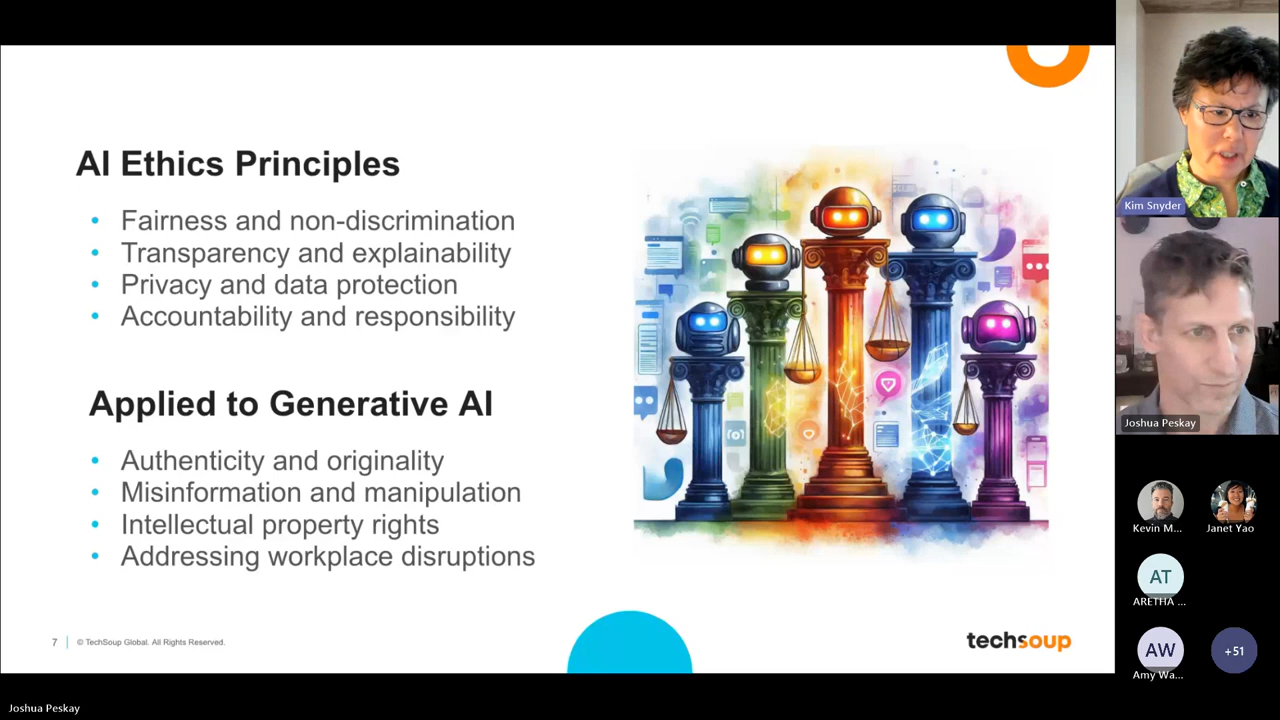 AI Ethics Principles
• Fairness and non-discrimination
• Transparency and explainability
• Privacy and data protection
• Accountability and responsibility
Applied to Generative AI
• Authenticity and originality
• Misinformation and manipulation
• Intellectual property rights
• Addressing workplace disruptions
7
© TechSoup Global. All Rights Reserved.
techsoup
Kim Snyder
Joshua Peskay
Kevin M...
Janet Yao
AT
ARETHA ...
AW
Amy Wa...
+51
Joshua Peskay